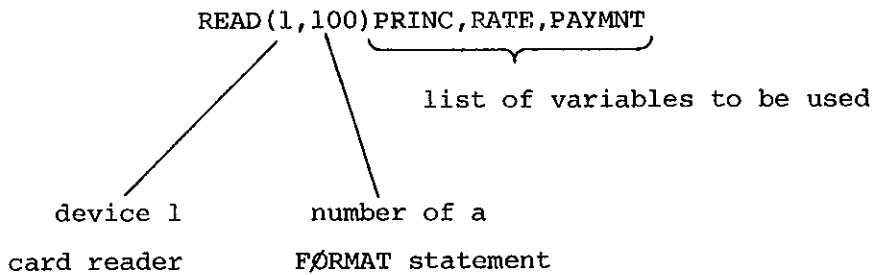 READ(1,100)PRINC,RATE,PAYMNT
list of variables to be used
device 1
number of a
card reader
FØRMAT statement